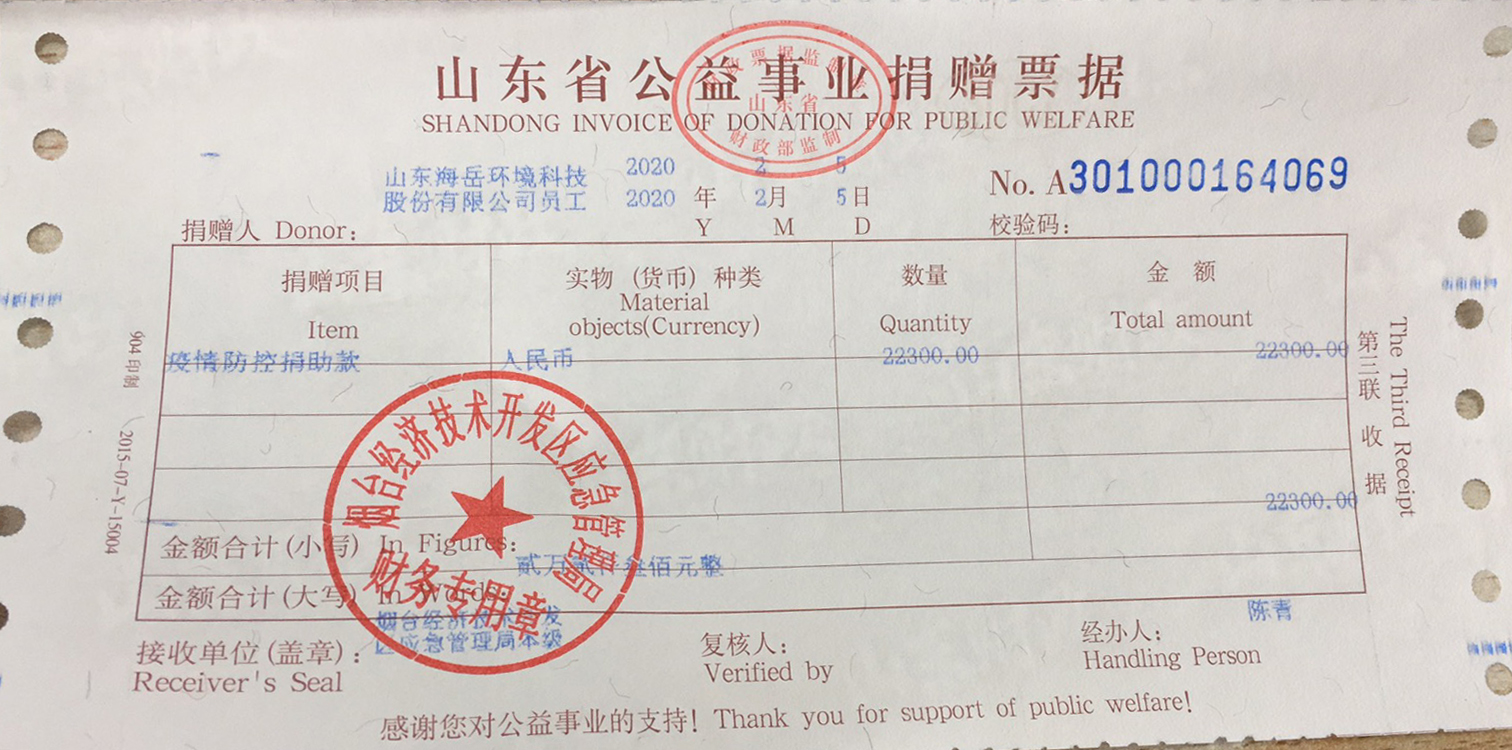 山东省公益事业捐赠票据
SHANDONG INVOICE OF DONATION FOR PUBLIC WELFARE
财政票据监制章
山东省
财政部监制
山东海岳环境科技 2020 2 5
股份有限公司员工 2020 年 2月 5日
No. A301000164069
捐赠人 Donor: Y M D 校验码:
捐赠项目 实物 (货币) 种类 数量 金 额
Item Material objects(Currency) Quantity Total amount
疫情防控捐助款 人民币 22300.00 22300.00
22300.00
金额合计(小写) In Figures:
贰万贰仟叁佰元整
金额合计(大写) In Words:
烟台经济技术开发
区应急管理局本级
陈青
接收单位(盖章): 复核人: 经办人:
Receiver's Seal Verified by Handling Person
感谢您对公益事业的支持! Thank you for support of public welfare!
烟台经济技术开发区应急管理局
财务专用章
904 印制 2015-07-Y-15004
第三联 收据
The Third Receipt